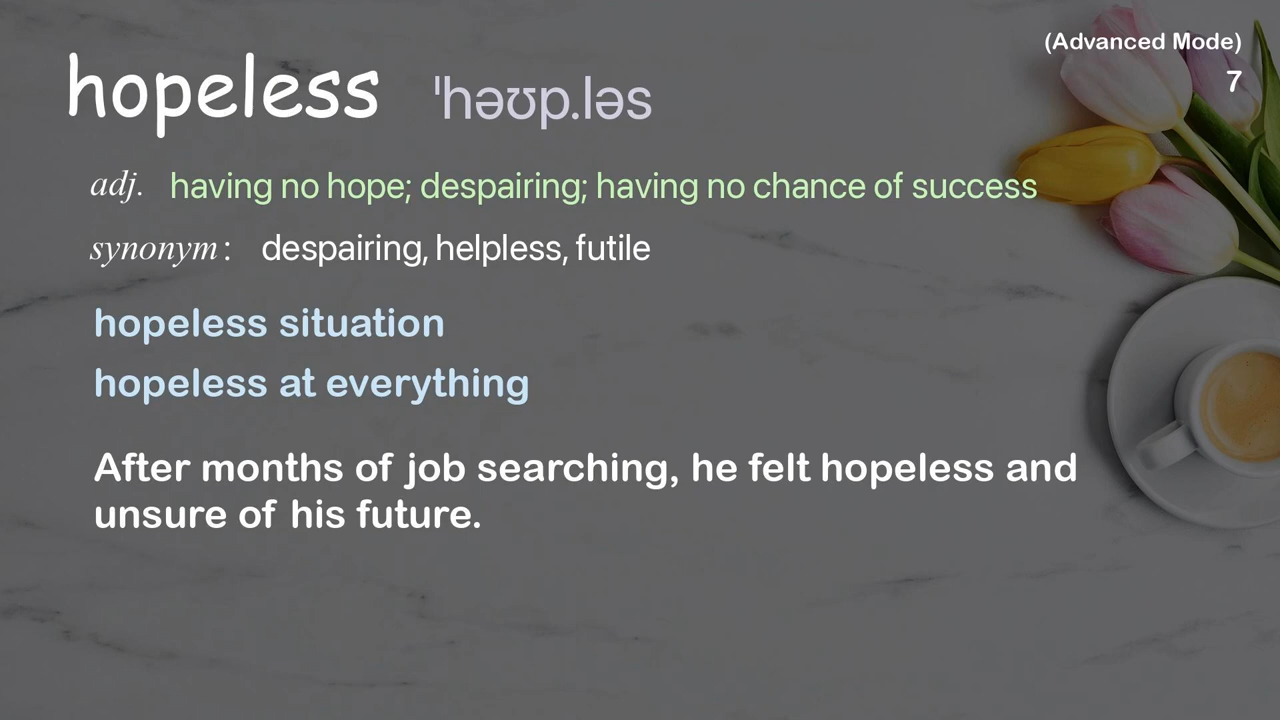 (Advanced Mode)
7
hopeless ˈhəʊp.ləs
adj. having no hope; despairing; having no chance of success
synonym: despairing, helpless, futile
hopeless situation
hopeless at everything
After months of job searching, he felt hopeless and
unsure of his future.